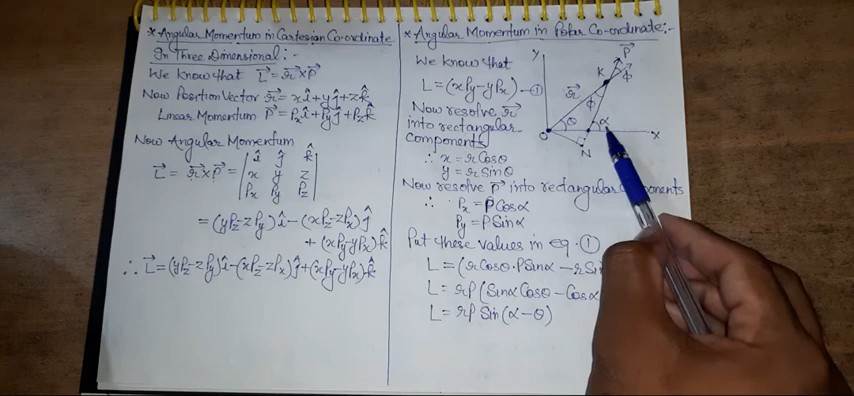 * Angular Momentum in Cartesian Co-ordinate
In Three Dimensional:-
We know that L⃗ = r⃗ × P⃗
Now Position Vector r⃗ = xî + yĵ + zk̂
Linear Momentum P⃗ = Pxî + Pyĵ + Pzk̂
Now Angular Momentum
L⃗ = r⃗ × P⃗ = | î ĵ k̂ |
| x y z |
| Px Py Pz |
= (yPz - zPy)î - (xPz - zPx)ĵ
+ (xPy - yPx)k̂
∴ L⃗ = (yPz - zPy)î - (xPz - zPx)ĵ + (xPy - yPx)k̂
* Angular Momentum in Polar Co-ordinate:-
We know that
L = (xPy - yPx) - ①
Now resolve r⃗
into rectangular
components
∴ x = r Cosθ
y = r Sinθ
Y
P⃗
K
ϕ
r⃗
ϕ
O
θ
α
X
N
Now resolve P⃗ into rectangular components
∴ Px = P Cosα
Py = P Sinα
Put these values in eq. ①
L = (r Cosθ . P Sinα - r Sin
L = rP (Sinα Cosθ - Cosα
L = rP Sin(α - θ)